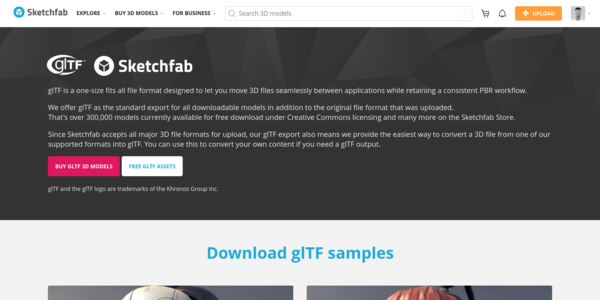 Sketchfab EXPLORE BUY 3D MODELS FOR BUSINESS Search 3D models / UPLOAD
glTF Sketchfab
glTF is a one-size fits all file format designed to let you move 3D files seamlessly between applications while retaining a consistent PBR workflow.
We offer glTF as the standard export for all downloadable models in addition to the original file format that was uploaded.
That's over 300,000 models currently available for free download under Creative Commons licensing and many more on the Sketchfab Store.
Since Sketchfab accepts all major 3D file formats for upload, our glTF export also means we provide the easiest way to convert a 3D file from one of our
supported formats into glTF. You can use this to convert your own content if you need a glTF output.
BUY GLTF 3D MODELS FREE GLTF ASSETS
glTF and the glTF logo are trademarks of the Khronos Group Inc.
Download glTF samples